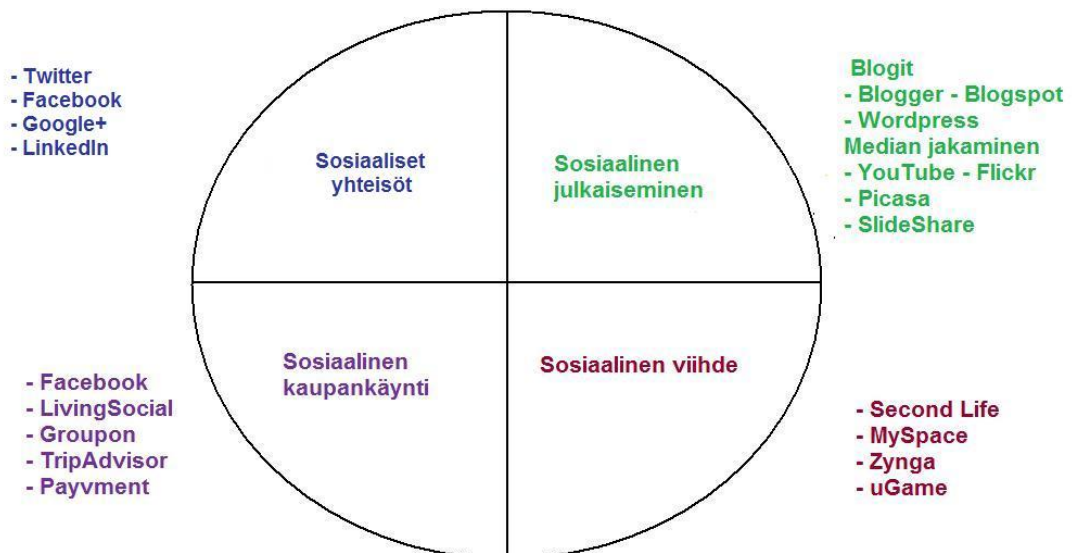 - Twitter
- Facebook
- Google+
- LinkedIn
Sosiaaliset
yhteisöt
Sosiaalinen
julkaiseminen
Blogit
- Blogger - Blogspot
- Wordpress
Median jakaminen
- YouTube - Flickr
- Picasa
- SlideShare
- Facebook
- LivingSocial
- Groupon
- TripAdvisor
- Payvment
Sosiaalinen
kaupankäynti
Sosiaalinen viihde
- Second Life
- MySpace
- Zynga
- uGame